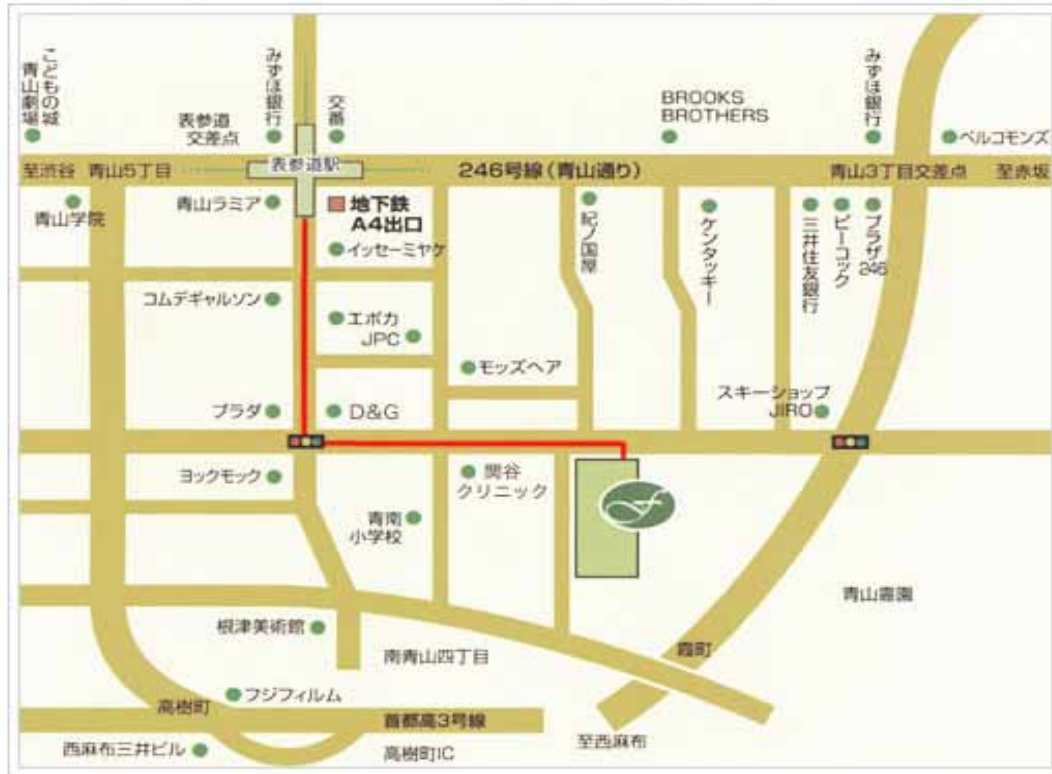 こどもの城
青山劇場
みずほ銀行
表参道
交差点
交番
BROOKS
BROTHERS
みずほ銀行
ベルコモンズ
至渋谷
青山5丁目
表参道駅
246号線(青山通り)
青山3丁目交差点
至赤坂
青山学院
青山ラミア
地下鉄
A4出口
イッセーミヤケ
紀ノ国屋
ケンタッキー
三井住友銀行
ピーコック
プラザ246
コムデギャルソン
エポカ
JPC
モッズヘア
スキーショップ
JIRO
プラダ
D&G
ヨックモック
関谷
クリニック
青南
小学校
青山霊園
根津美術館
南青山四丁目
霞町
フジフィルム
高樹町
首都高3号線
至西麻布
西麻布三井ビル
高樹町IC